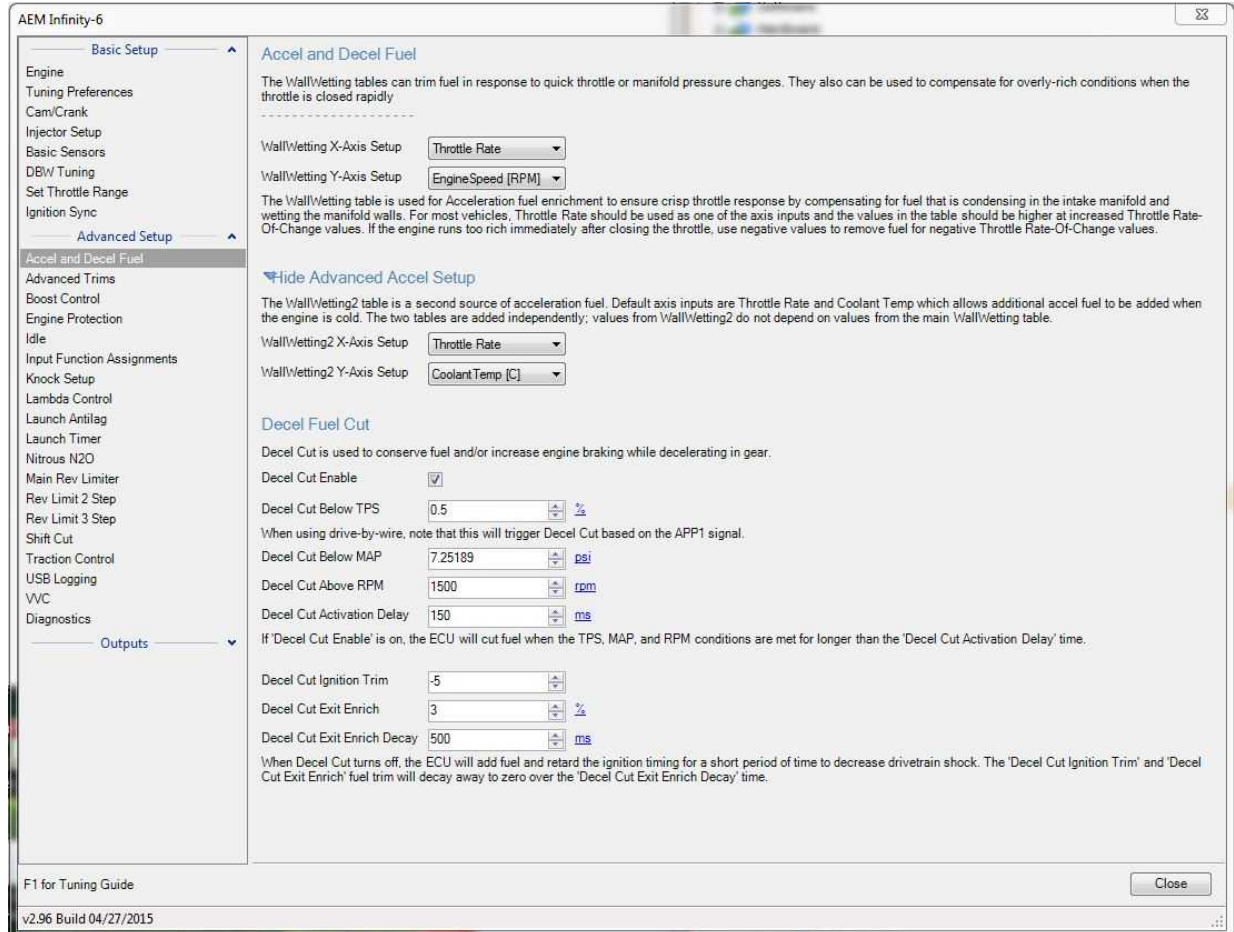 AEM Infinity-6
Basic Setup
Engine
Tuning Preferences
Cam/Crank
Injector Setup
Basic Sensors
DBW Tuning
Set Throttle Range
Ignition Sync
Advanced Setup
Accel and Decel Fuel
Advanced Trims
Boost Control
Engine Protection
Idle
Input Function Assignments
Knock Setup
Lambda Control
Launch Antilag
Launch Timer
Nitrous N2O
Main Rev Limiter
Rev Limit 2 Step
Rev Limit 3 Step
Shift Cut
Traction Control
USB Logging
VVC
Diagnostics
Outputs
Accel and Decel Fuel
The WallWetting tables can trim fuel in response to quick throttle or manifold pressure changes. They also can be used to compensate for overly-rich conditions when the
throttle is closed rapidly
- - - - - - - - - - - - - - - - - - - -
WallWetting X-Axis Setup Throttle Rate
WallWetting Y-Axis Setup EngineSpeed [RPM]
The WallWetting table is used for Acceleration fuel enrichment to ensure crisp throttle response by compensating for fuel that is condensing in the intake manifold and
wetting the manifold walls. For most vehicles, Throttle Rate should be used as one of the axis inputs and the values in the table should be higher at increased Throttle Rate-
Of-Change values. If the engine runs too rich immediately after closing the throttle, use negative values to remove fuel for negative Throttle Rate-Of-Change values.
Hide Advanced Accel Setup
The WallWetting2 table is a second source of acceleration fuel. Default axis inputs are Throttle Rate and Coolant Temp which allows additional accel fuel to be added when
the engine is cold. The two tables are added independently; values from WallWetting2 do not depend on values from the main WallWetting table.
WallWetting2 X-Axis Setup Throttle Rate
WallWetting2 Y-Axis Setup CoolantTemp [C]
Decel Fuel Cut
Decel Cut is used to conserve fuel and/or increase engine braking while decelerating in gear.
Decel Cut Enable
Decel Cut Below TPS 0.5 %
When using drive-by-wire, note that this will trigger Decel Cut based on the APP1 signal.
Decel Cut Below MAP 7.25189 psi
Decel Cut Above RPM 1500 rpm
Decel Cut Activation Delay 150 ms
If 'Decel Cut Enable' is on, the ECU will cut fuel when the TPS, MAP, and RPM conditions are met for longer than the 'Decel Cut Activation Delay' time.
Decel Cut Ignition Trim -5
Decel Cut Exit Enrich 3 %
Decel Cut Exit Enrich Decay 500 ms
When Decel Cut turns off, the ECU will add fuel and retard the ignition timing for a short period of time to decrease drivetrain shock. The 'Decel Cut Ignition Trim' and 'Decel
Cut Exit Enrich' fuel trim will decay away to zero over the 'Decel Cut Exit Enrich Decay' time.
F1 for Tuning Guide
Close
v2.96 Build 04/27/2015